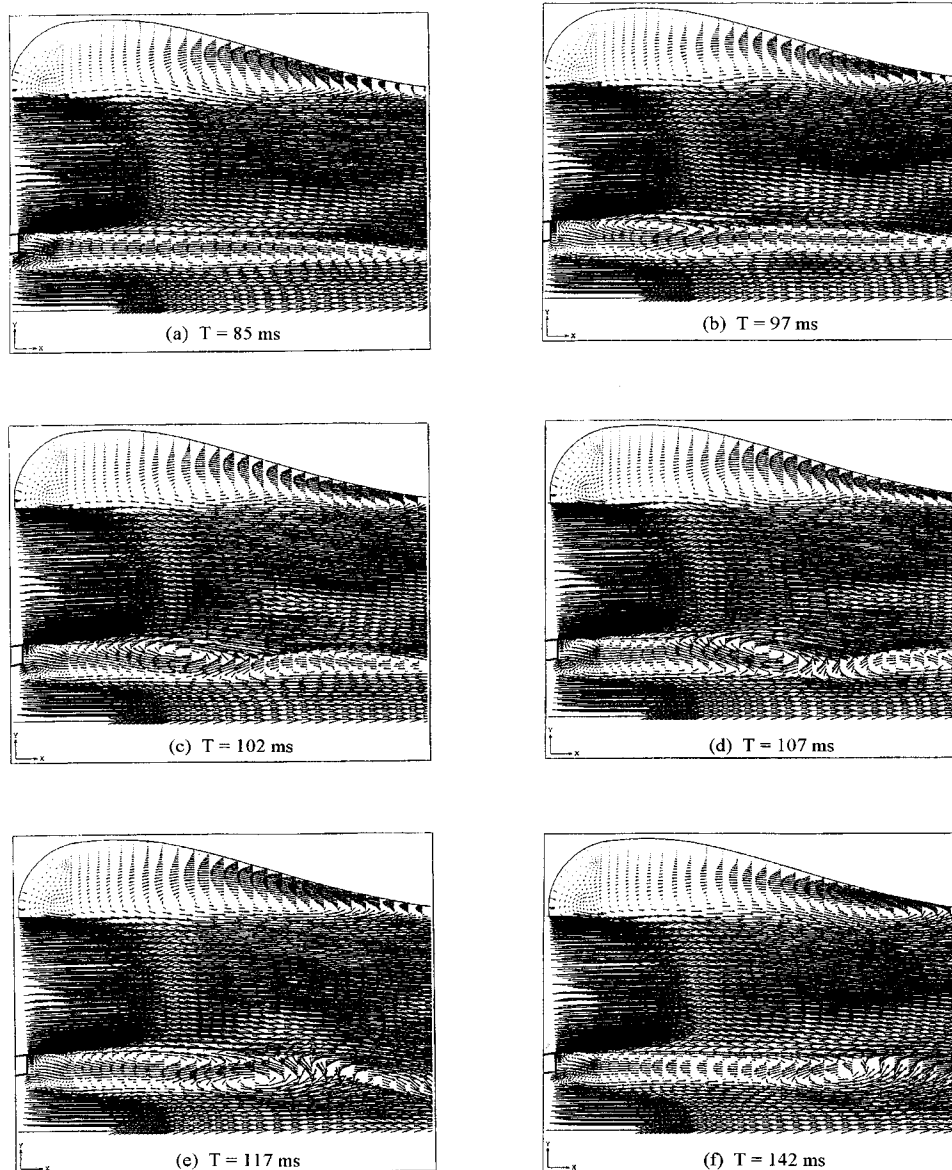 Y
X
(a) T = 85 ms
Y
X
(b) T = 97 ms
Y
X
(c) T = 102 ms
Y
X
(d) T = 107 ms
Y
X
(e) T = 117 ms
Y
X
(f) T = 142 ms